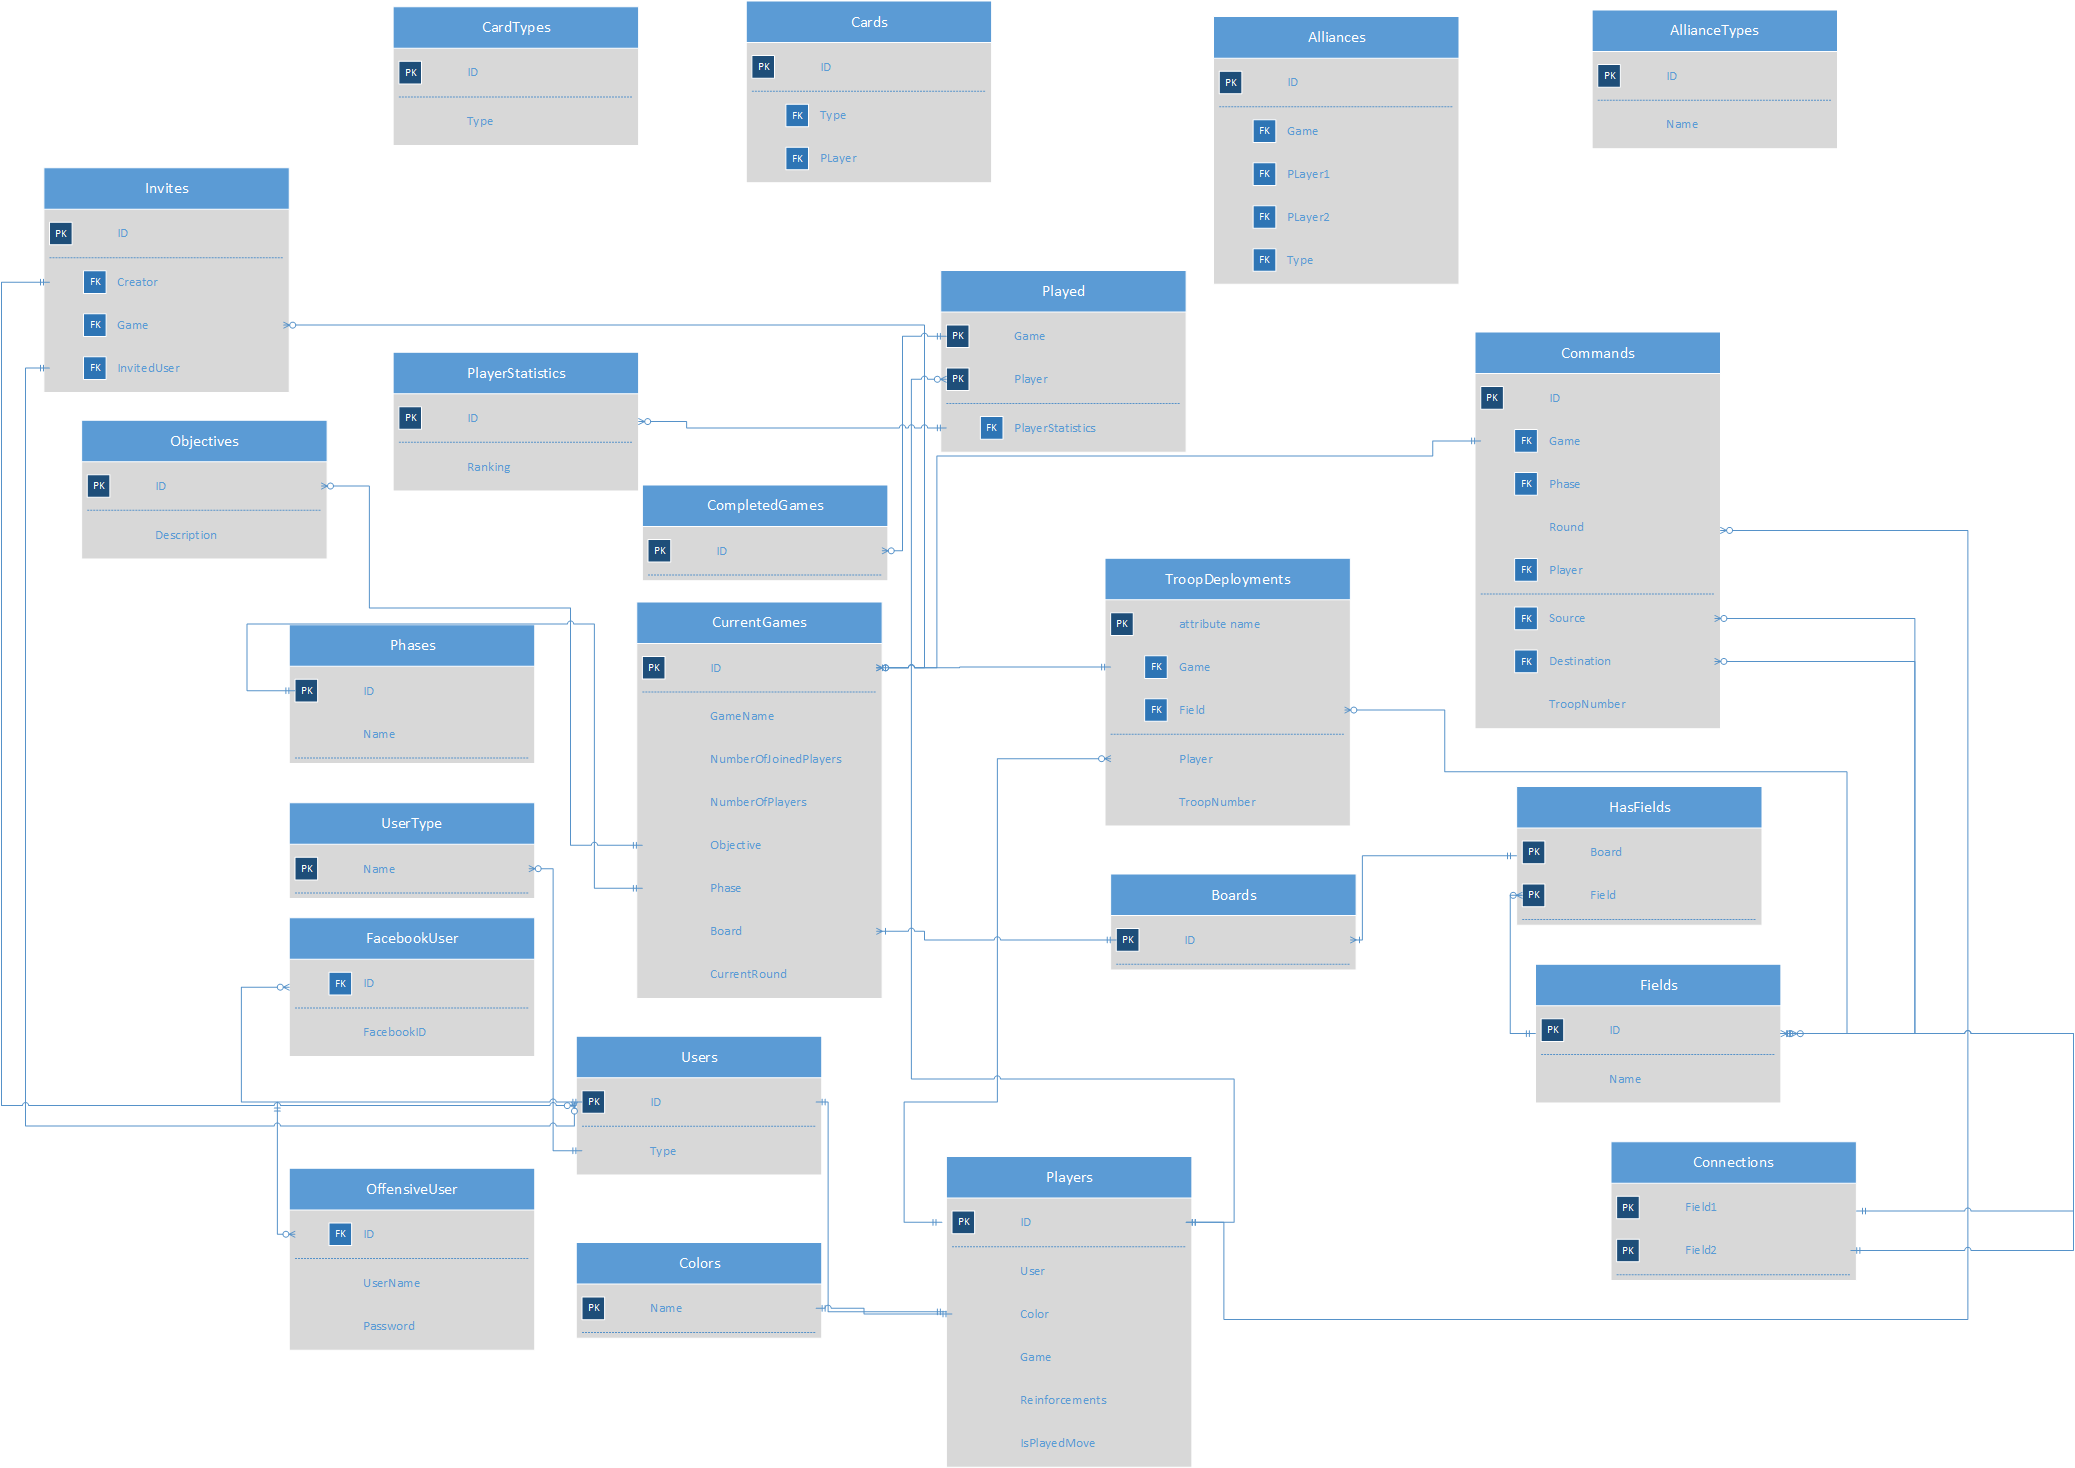 CardTypes
PK ID
Type
Cards
PK ID
FK Type
FK PLayer
Alliances
PK ID
FK Game
FK PLayer1
FK PLayer2
FK Type
AllianceTypes
PK ID
Name
Invites
PK ID
FK Creator
FK Game
FK InvitedUser
Played
PK Game
PK Player
FK PlayerStatistics
PlayerStatistics
PK ID
Ranking
Commands
PK ID
FK Game
FK Phase
Round
FK Player
FK Source
FK Destination
TroopNumber
Objectives
PK ID
Description
CompletedGames
PK ID
TroopDeployments
PK attribute name
FK Game
FK Field
Player
TroopNumber
CurrentGames
PK ID
GameName
NumberOfJoinedPlayers
NumberOfPlayers
Objective
Phase
Board
CurrentRound
Phases
PK ID
Name
UserType
PK Name
HasFields
PK Board
PK Field
Boards
PK ID
FacebookUser
FK ID
FacebookID
Fields
PK ID
Name
Users
PK ID
Type
Connections
PK Field1
PK Field2
Players
PK ID
User
Color
Game
Reinforcements
IsPlayedMove
OffensiveUser
FK ID
UserName
Password
Colors
PK Name